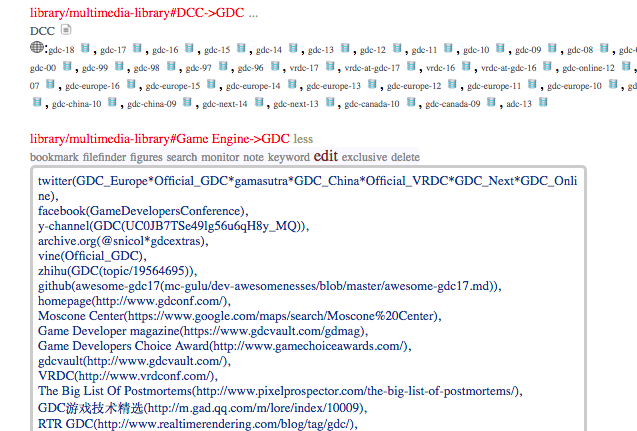 library/multimedia-library#DCC->GDC ...
DCC
:gdc-18 , gdc-17 , gdc-16 , gdc-15 , gdc-14 , gdc-13 , gdc-12 , gdc-11 , gdc-10 , gdc-09 , gdc-08 ,
gdc-00 , gdc-99 , gdc-98 , gdc-97 , gdc-96 , vrdc-17 , vrdc-at-gdc-17 , vrdc-16 , vrdc-at-gdc-16 , gdc-online-12 ,
07 , gdc-europe-16 , gdc-europe-15 , gdc-europe-14 , gdc-europe-13 , gdc-europe-12 , gdc-europe-11 , gdc-europe-10 ,
, gdc-china-10 , gdc-china-09 , gdc-next-14 , gdc-next-13 , gdc-canada-10 , gdc-canada-09 , adc-13
library/multimedia-library#Game Engine->GDC less
bookmark filefinder figures search monitor note keyword edit exclusive delete
twitter(GDC_Europe*Official_GDC*gamasutra*GDC_China*Official_VRDC*GDC_Next*GDC_Onli
ne),
facebook(GameDevelopersConference),
y-channel(GDC(UC0JB7TSe49lg56u6qH8y_MQ)),
archive.org(@snicol*gdcextras),
vine(Official_GDC),
zhihu(GDC(topic/19564695)),
github(awesome-gdc17(mc-gulu/dev-awesomenesses/blob/master/awesome-gdc17.md)),
homepage(http://www.gdconf.com/),
Moscone Center(https://www.google.com/maps/search/Moscone%20Center),
Game Developer magazine(https://www.gdcvault.com/gdmag),
Game Developers Choice Award(http://www.gamechoiceawards.com/),
gdcvault(http://www.gdcvault.com/),
VRDC(http://www.vrdconf.com/),
The Big List Of Postmortems(http://www.pixelprospector.com/the-big-list-of-postmortems/),
GDC游戏技术精选(http://m.gad.qq.com/m/lore/index/10009),
RTR GDC(http://www.realtimerendering.com/blog/tag/gdc/),